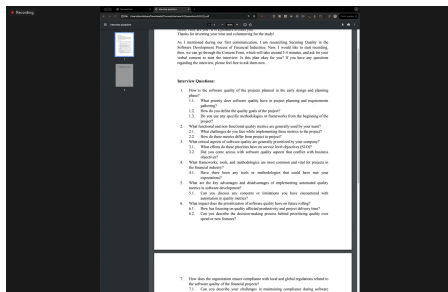 Recording
Thanks for investing your time and volunteering for the study!
As I mentioned during our first communication, I am researching Securing Quality in the
Software Development Process of Financial Industries. Now, I would like to start recording,
then, we can go through the Consent Form, which will take around 3-4 minutes, and ask for your
verbal consent to start the interview. Is this plan okay for you? If you have any questions
regarding the interview, please feel free to ask them now.
Interview Questions:
1. How is the software quality of the projects planned in the early design and planning
phase?
1.1. What priority does software quality have in project planning and requirements
gathering?
1.2. How do you define the quality goals of the project?
1.3. Do you use any specific methodologies or frameworks from the beginning of the
project?
2. What functional and non-functional quality metrics are generally used by your team?
2.1. What challenges do you face while implementing these metrics to the project?
2.2. How do these metrics differ from project to project?
3. What critical aspects of software quality are generally prioritized by your company?
3.1. What effects do these priorities have on service level objectives (SLO)?
3.2. Did you come across with software quality aspects that conflict with business
objectives?
4. What frameworks, tools, and methodologies are most common and vital for projects in
the financial industry?
4.1. Have there been any tools or methodologies that could have met your
expectations?
5. What are the key advantages and disadvantages of implementing automated quality
metrics in software development?
5.1. Can you discuss any concerns or limitations you have encountered with
automation in quality metrics?
6. What impact does the prioritization of software quality have on future rolling?
6.1. How has focusing on quality affected productivity and project delivery time?
6.2. Can you describe the decision-making process behind prioritizing quality over
speed or new features?
7. How does the organization ensure compliance with local and global regulations related to
the software quality of the financial projects?
7.1. Can you describe your challenges in maintaining compliance during software